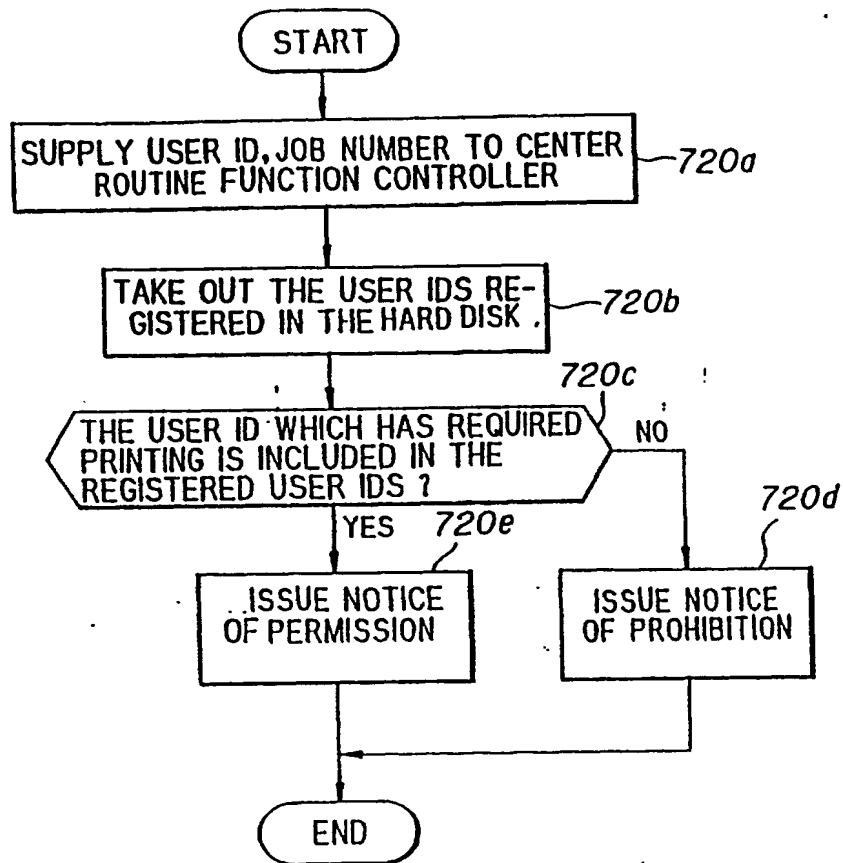 START
SUPPLY USER ID, JOB NUMBER TO CENTER
ROUTINE FUNCTION CONTROLLER
720a
TAKE OUT THE USER IDS RE-
GISTERED IN THE HARD DISK.
720b
720c
THE USER ID WHICH HAS REQUIRED
PRINTING IS INCLUDED IN THE
REGISTERED USER IDS ?
NO
YES
720e
720d
ISSUE NOTICE
OF PERMISSION
ISSUE NOTICE
OF PROHIBITION
END